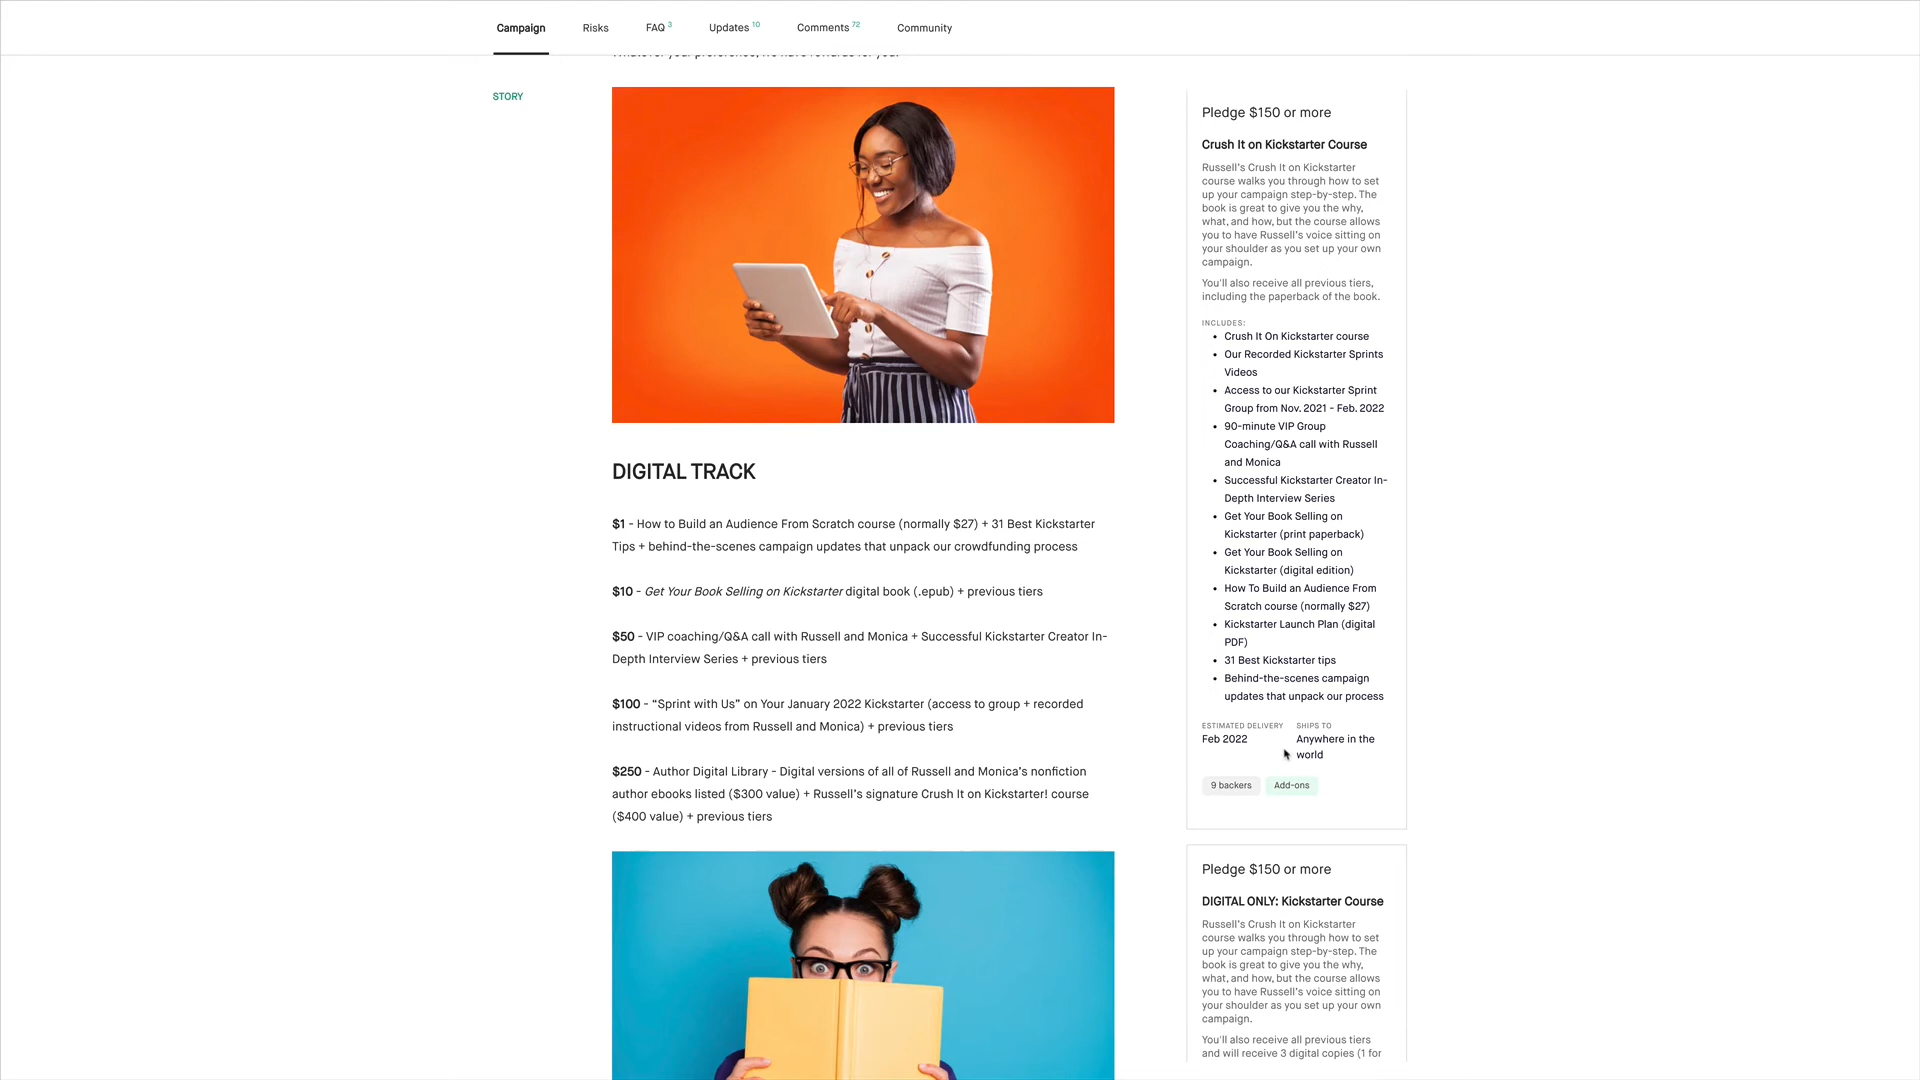 Campaign
Risks
FAQ 3
Updates 10
Comments 72
Community
Whatever your preference, we have rewards for you.
STORY
DIGITAL TRACK
$1 - How to Build an Audience From Scratch course (normally $27) + 31 Best Kickstarter
Tips + behind-the-scenes campaign updates that unpack our crowdfunding process
$10 - Get Your Book Selling on Kickstarter digital book (.epub) + previous tiers
$50 - VIP coaching/Q&A call with Russell and Monica + Successful Kickstarter Creator In-
Depth Interview Series + previous tiers
$100 - “Sprint with Us” on Your January 2022 Kickstarter (access to group + recorded
instructional videos from Russell and Monica) + previous tiers
$250 - Author Digital Library - Digital versions of all of Russell and Monica's nonfiction
author ebooks listed ($300 value) + Russell's signature Crush It on Kickstarter! course
($400 value) + previous tiers
Pledge $150 or more
Crush It on Kickstarter Course
Russell's Crush It on Kickstarter
course walks you through how to set
up your campaign step-by-step. The
book is great to give you the why,
what, and how, but the course allows
you to have Russell's voice sitting on
your shoulder as you set up your own
campaign.
You'll also receive all previous tiers,
including the paperback of the book.
INCLUDES:
• Crush It On Kickstarter course
• Our Recorded Kickstarter Sprints
Videos
• Access to our Kickstarter Sprint
Group from Nov. 2021 - Feb. 2022
• 90-minute VIP Group
Coaching/Q&A call with Russell
and Monica
• Successful Kickstarter Creator In-
Depth Interview Series
• Get Your Book Selling on
Kickstarter (print paperback)
• Get Your Book Selling on
Kickstarter (digital edition)
• How To Build an Audience From
Scratch course (normally $27)
• Kickstarter Launch Plan (digital
PDF)
• 31 Best Kickstarter tips
• Behind-the-scenes campaign
updates that unpack our process
ESTIMATED DELIVERY
Feb 2022
SHIPS TO
Anywhere in the
world
9 backers
Add-ons
Pledge $150 or more
DIGITAL ONLY: Kickstarter Course
Russell's Crush It on Kickstarter
course walks you through how to set
up your campaign step-by-step. The
book is great to give you the why,
what, and how, but the course allows
you to have Russell's voice sitting on
your shoulder as you set up your own
campaign.
You'll also receive all previous tiers
and will receive 3 digital copies (1 for